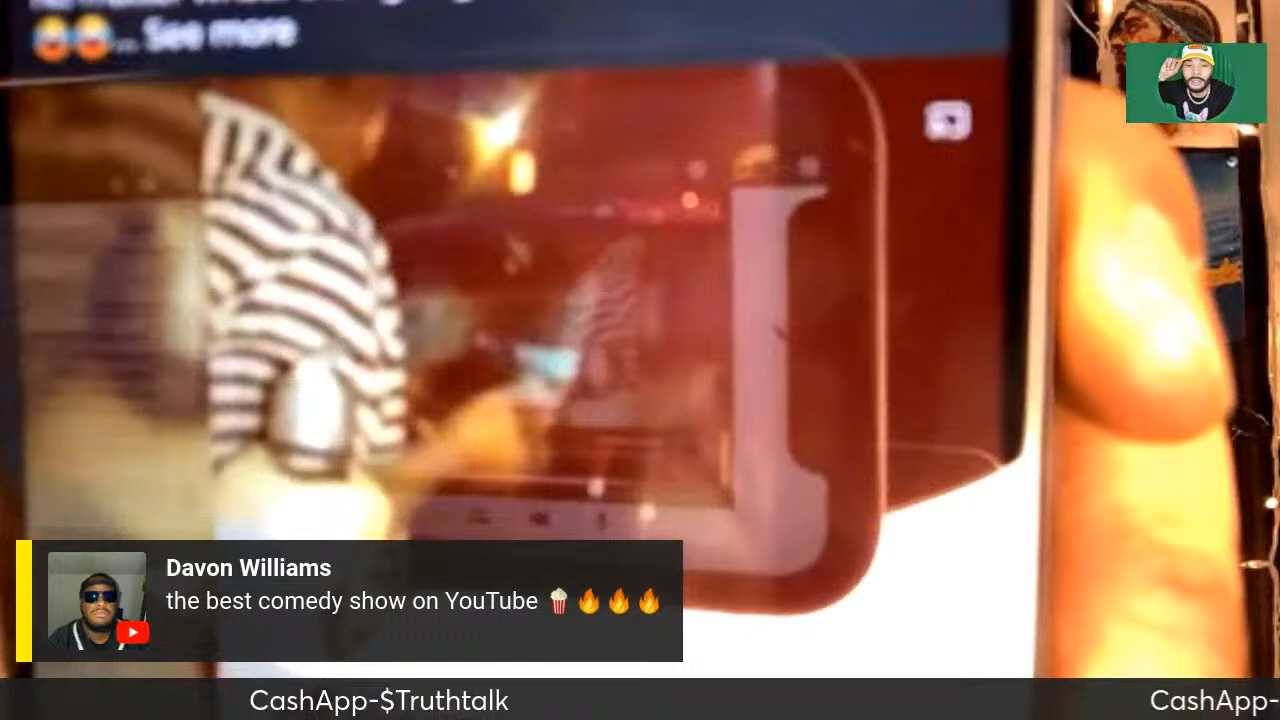 😂😂... See more
Davon Williams
the best comedy show on YouTube 🍿🔥🔥🔥
CashApp-$Truthtalk
CashApp-